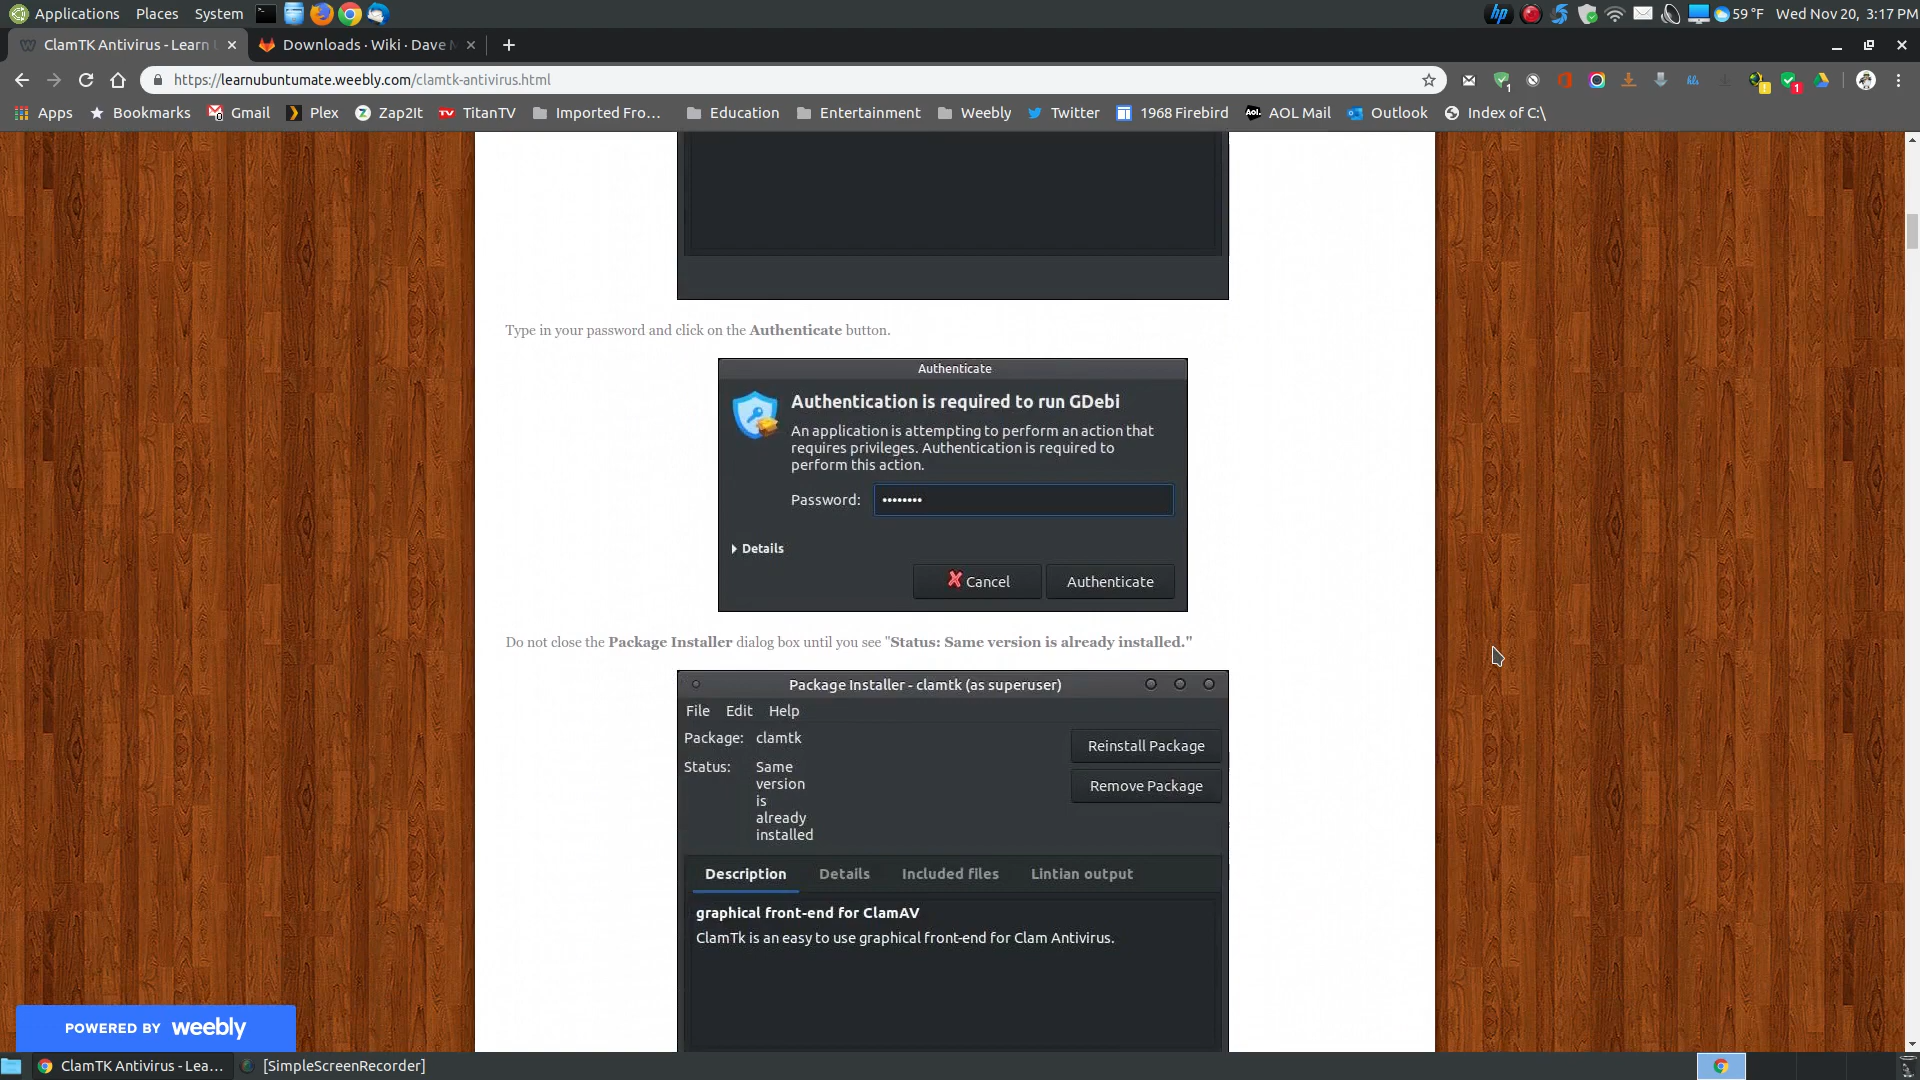 Applications Places System 59 °F Wed Nov 20, 3:17 PM
ClamTK Antivirus - Learn Downloads · Wiki · Dave
https://learnubuntumate.weebly.com/clamtk-antivirus.html
Apps Bookmarks Gmail Plex Zap2It TitanTV Imported Fro... Education Entertainment Weebly Twitter 1968 Firebird AOL Mail Outlook Index of C:\
Type in your password and click on the Authenticate button.
Authenticate
Authentication is required to run GDebi
An application is attempting to perform an action that
requires privileges. Authentication is required to
perform this action.
Password: ••••••••
Details
Cancel Authenticate
Do not close the Package Installer dialog box until you see "Status: Same version is already installed."
Package Installer - clamtk (as superuser)
File Edit Help
Package: clamtk
Reinstall Package
Status: Same
version
Remove Package
is
already
installed
Description Details Included files Lintian output
graphical front-end for ClamAV
ClamTk is an easy to use graphical front-end for Clam Antivirus.
POWERED BY weebly
ClamTK Antivirus - Lea... [SimpleScreenRecorder]